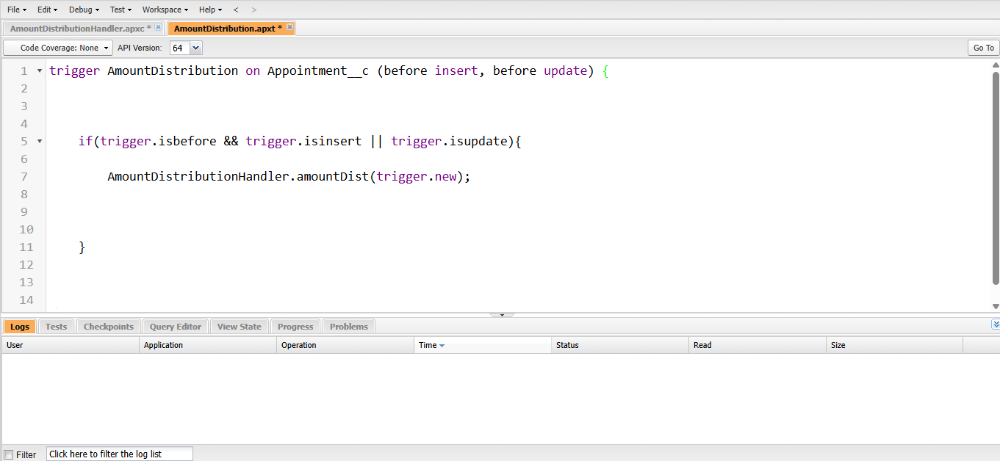 File Edit Debug Test Workspace Help < >
AmountDistributionHandler.apxc * AmountDistribution.apxt *
Code Coverage: None API Version: 64 Go To
1 trigger AmountDistribution on Appointment__c (before insert, before update) {
2
3
4
5 if(trigger.isbefore && trigger.isinsert || trigger.isupdate){
6
7 AmountDistributionHandler.amountDist(trigger.new);
8
9
10
11 }
12
13
14
Logs Tests Checkpoints Query Editor View State Progress Problems
User Application Operation Time Status Read Size
Filter Click here to filter the log list